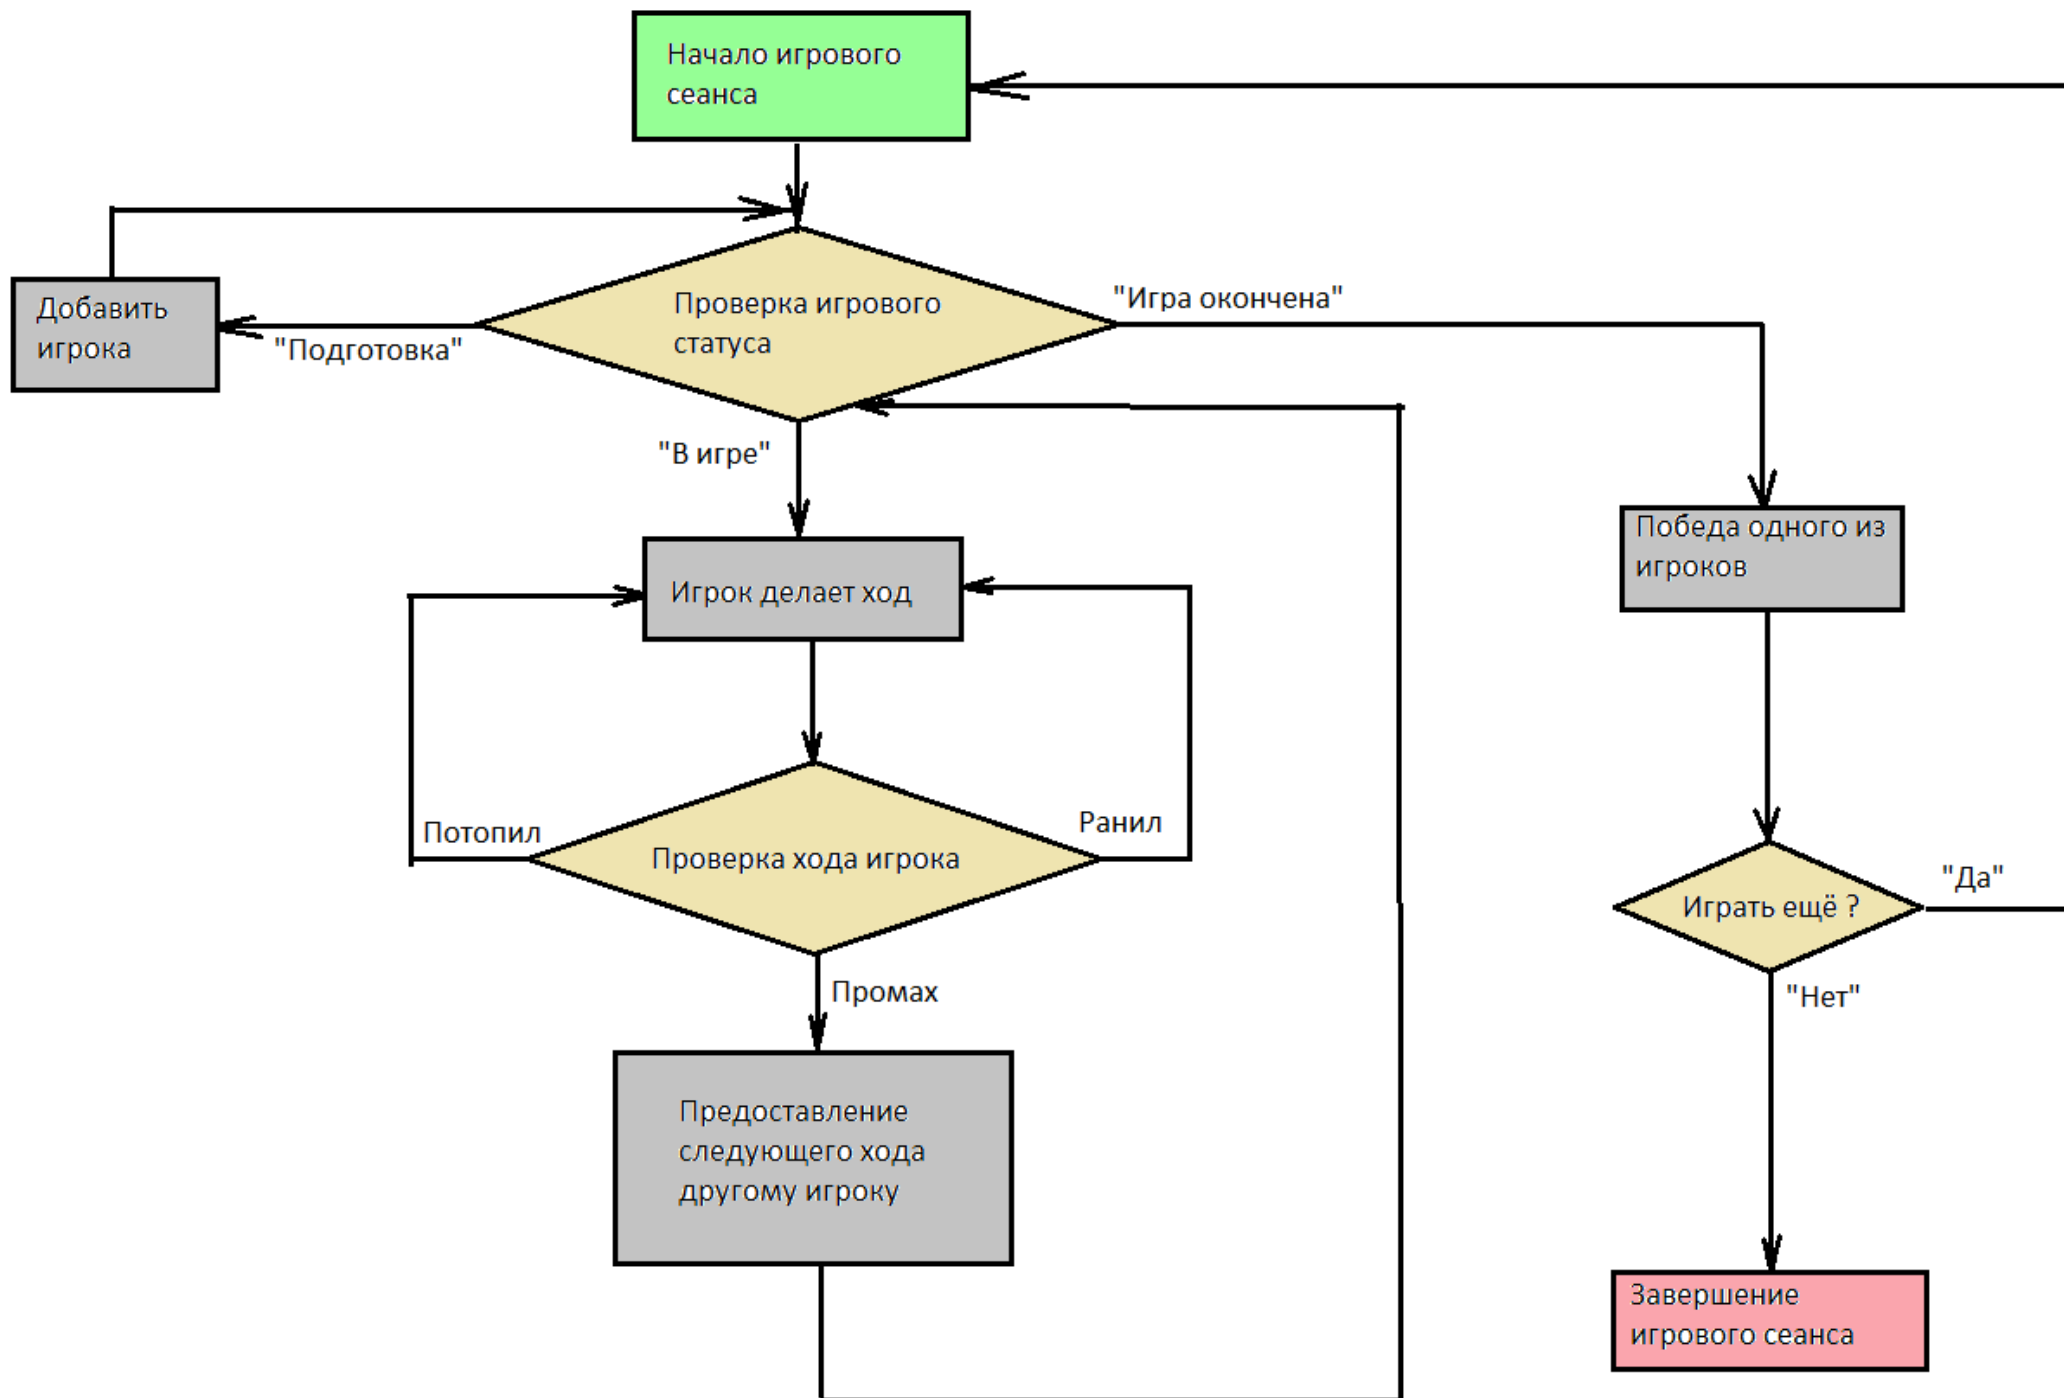 Начало игрового
сеанса
Добавить
игрока
"Подготовка"
Проверка игрового
статуса
"Игра окончена"
"В игре"
Игрок делает ход
Победа одного из
игроков
Потопил
Ранил
Проверка хода игрока
Промах
Играть ещё ?
"Да"
"Нет"
Предоставление
следующего хода
другому игроку
Завершение
игрового сеанса